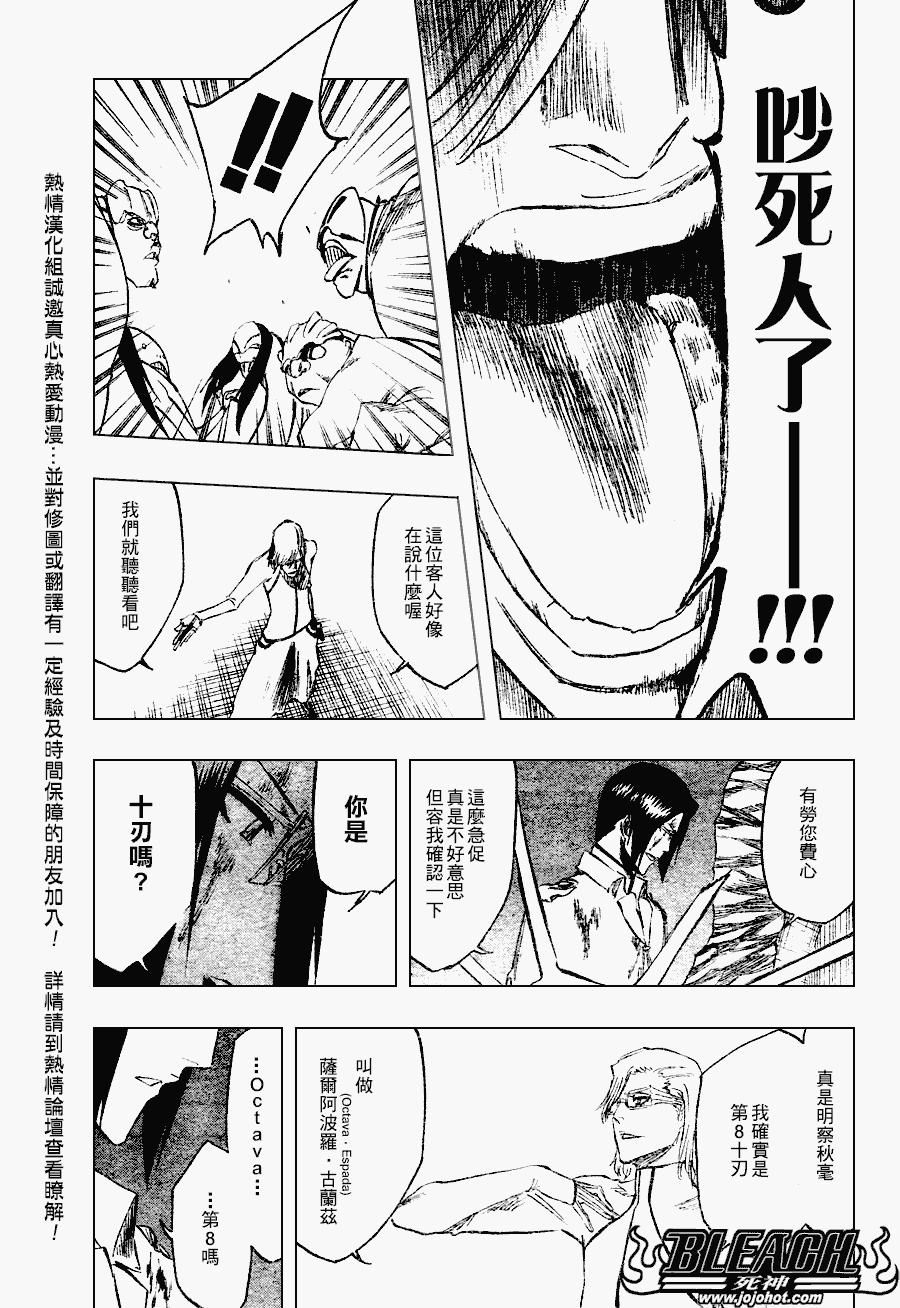 吵死人了——!!!
!!
這位客人好像
在說什麼喔
我們就聽聽看吧
有勞您費心
這麼急促
真是不好意思
但容我確認一下
你是
十刃嗎?
真是明察秋毫
我確實是
第8十刃
(Octava·Espada)
叫做
薩爾阿波羅·古蘭茲
…Octava…
…第8嗎
熱情漢化組誠邀真心熱愛動漫…並對修圖或翻譯有一定經驗及時間保障的朋友加入! 詳情請到熱情論壇查看瞭解!
BLEACH
死神
www.jojohot.com